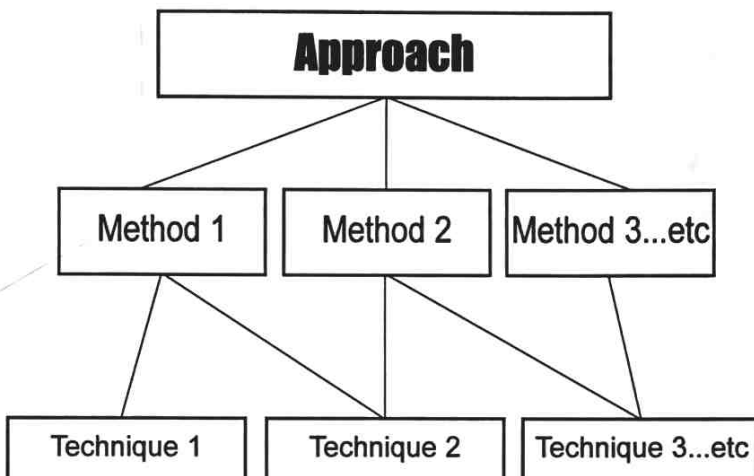 Approach
Method 1
Method 2
Method 3...etc
Technique 1
Technique 2
Technique 3...etc